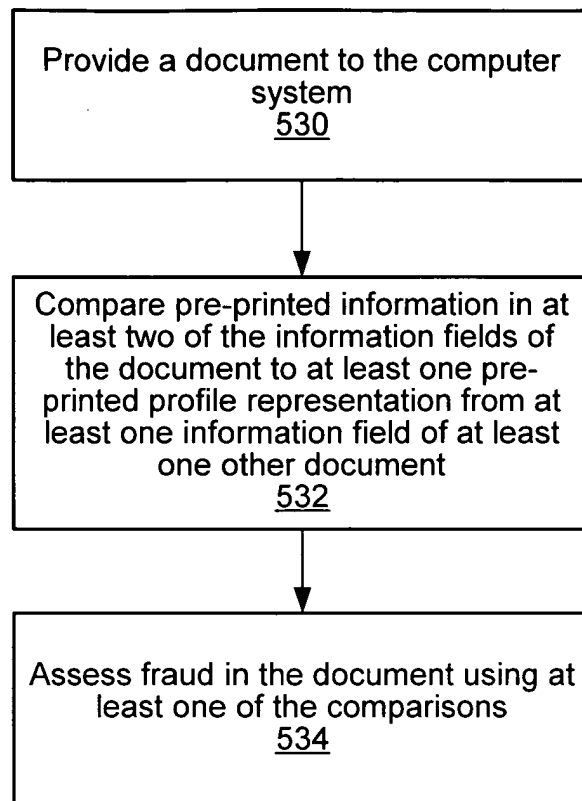 Provide a document to the computer
system
530
Compare pre-printed information in at
least two of the information fields of
the document to at least one pre-
printed profile representation from at
least one information field of at least
one other document
532
Assess fraud in the document using at
least one of the comparisons
534